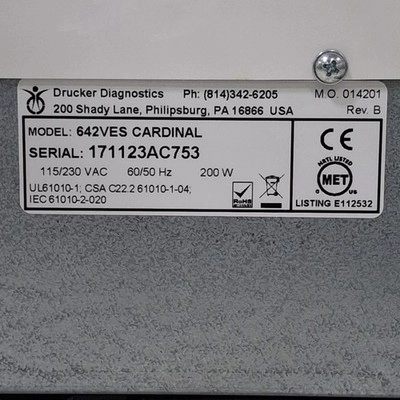 Drucker Diagnostics Ph: (814)342-6205 M.O. 014201
200 Shady Lane, Philipsburg, PA 16866 USA Rev. B
MODEL: 642VES CARDINAL
SERIAL: 171123AC753
115/230 VAC 60/50 Hz 200 W
UL61010-1; CSA C22.2 61010-1-04;
IEC 61010-2-020
RoHS
CE
NRTL LISTED
MET
LISTING E112532